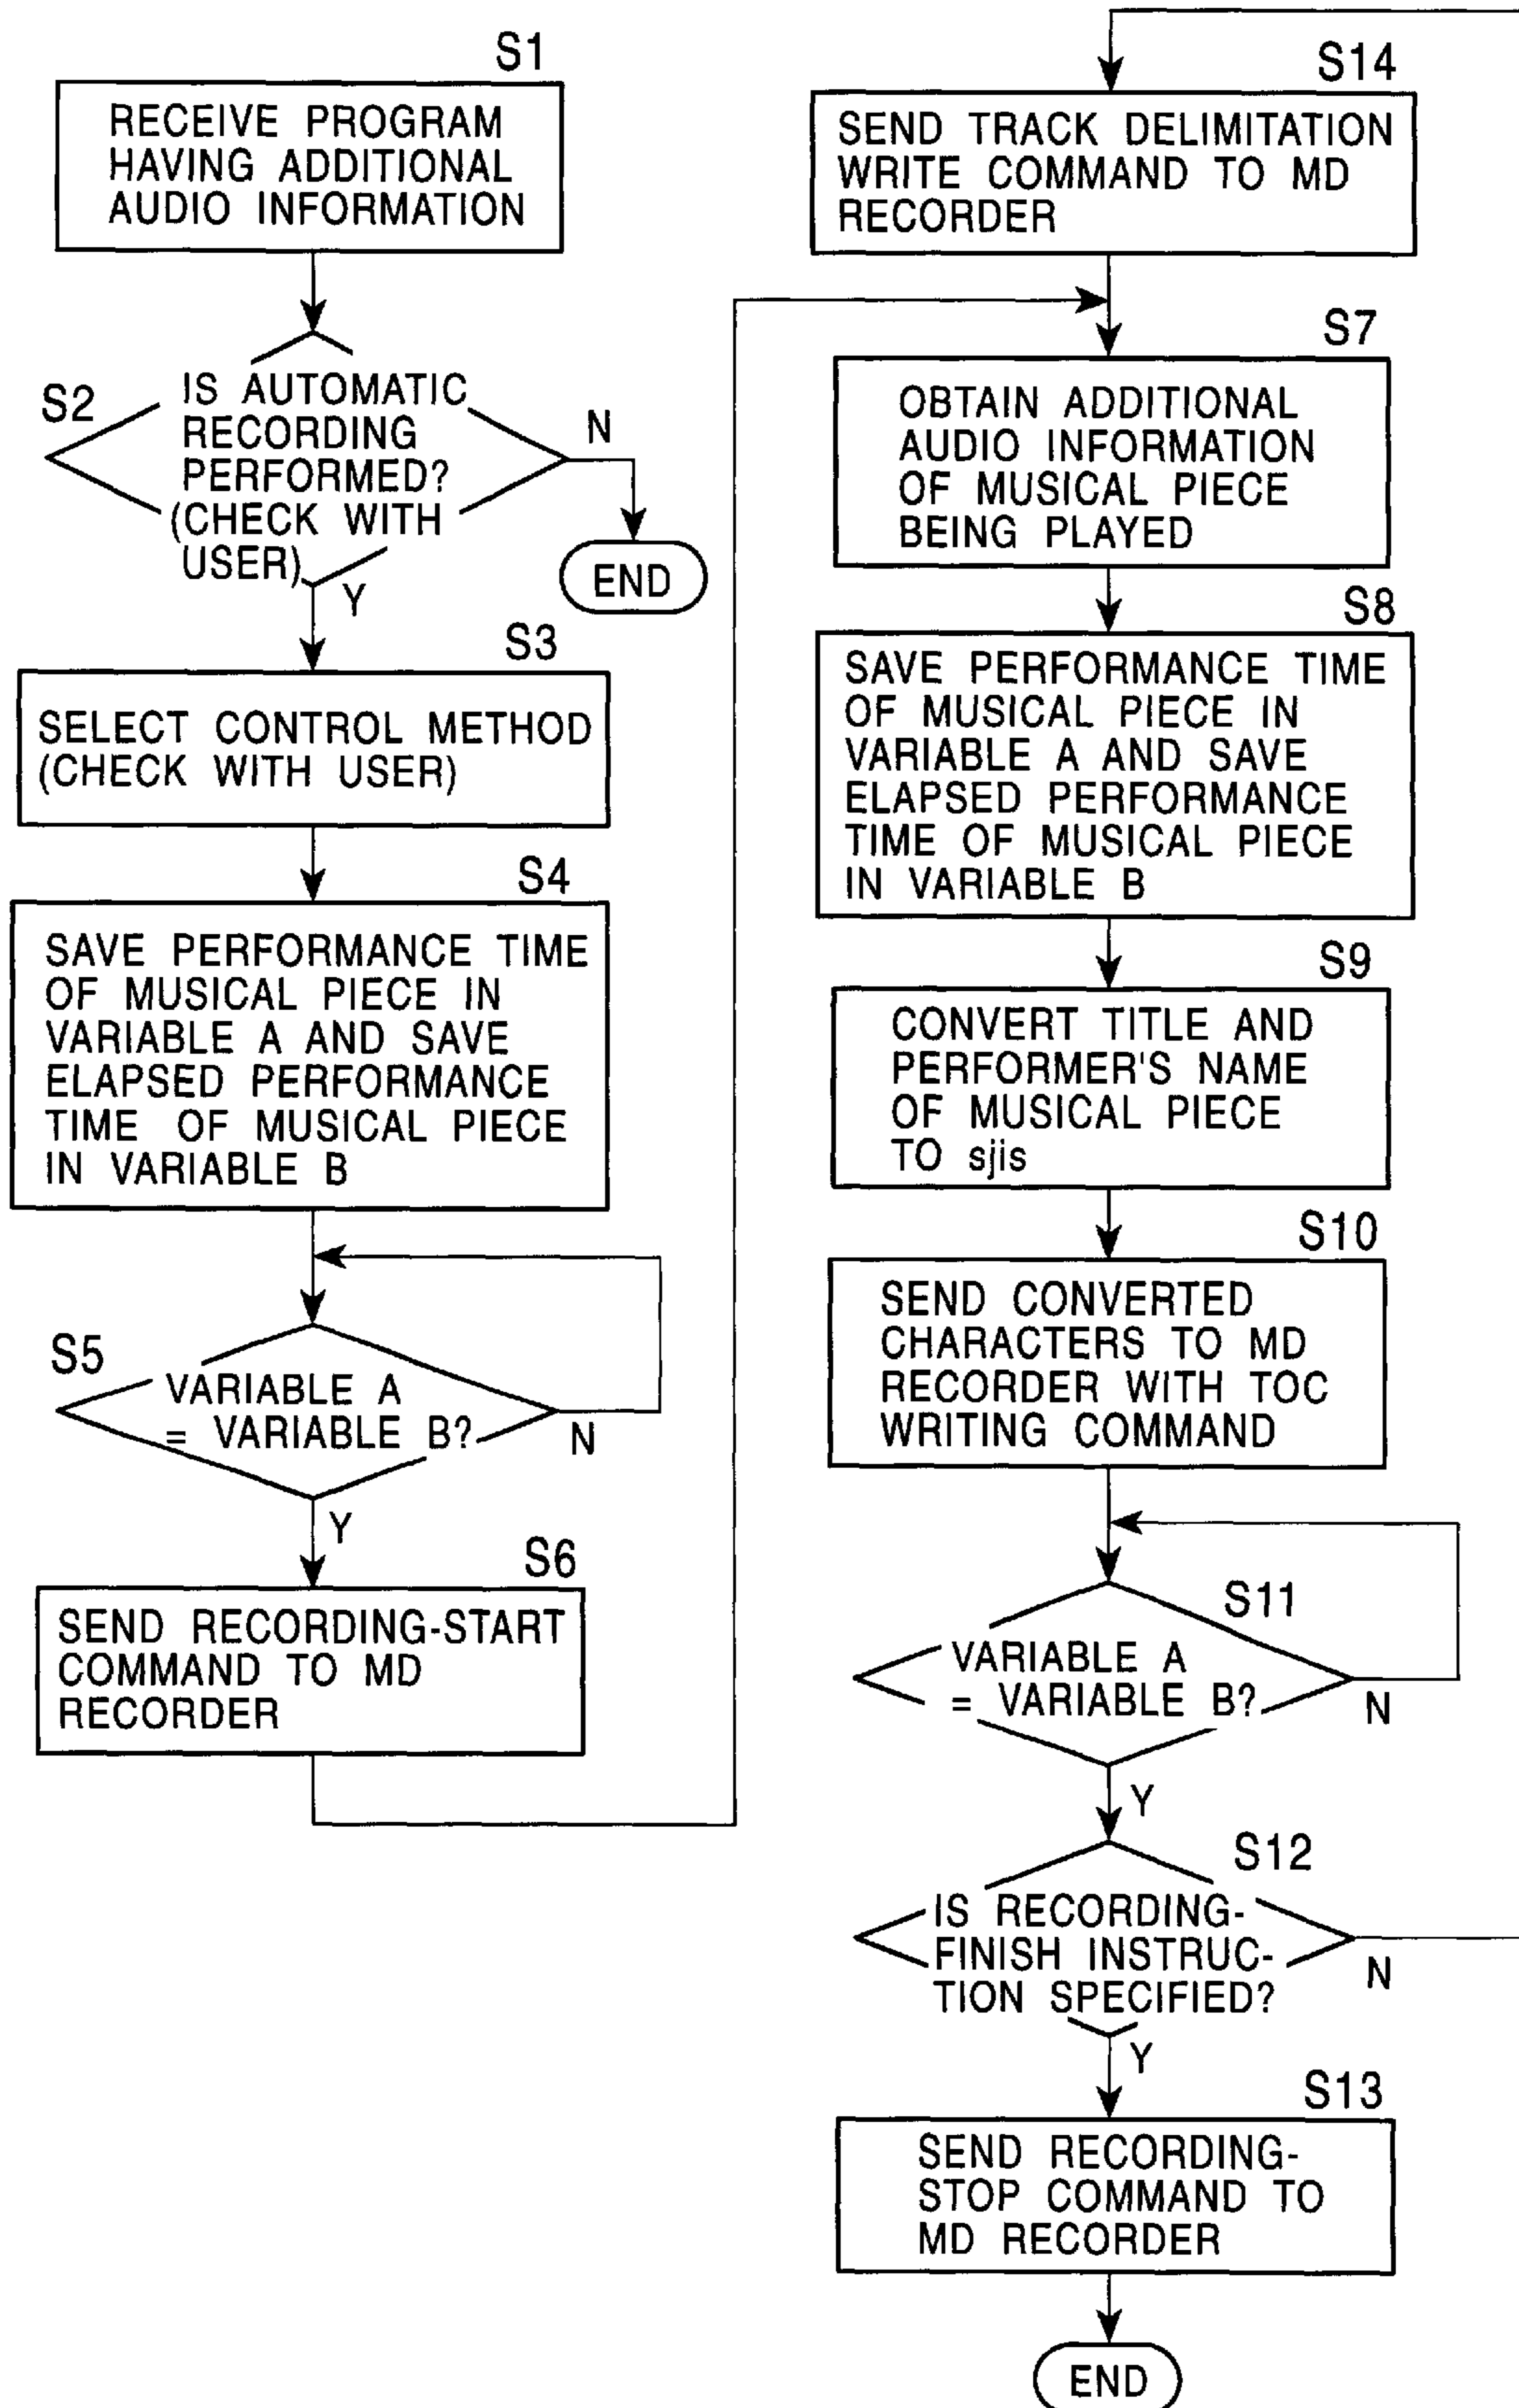 S1
RECEIVE PROGRAM
HAVING ADDITIONAL
AUDIO INFORMATION
S2
IS AUTOMATIC
RECORDING
PERFORMED?
(CHECK WITH
USER)
N
END
Y
S3
SELECT CONTROL METHOD
(CHECK WITH USER)
S4
SAVE PERFORMANCE TIME
OF MUSICAL PIECE IN
VARIABLE A AND SAVE
ELAPSED PERFORMANCE
TIME OF MUSICAL PIECE
IN VARIABLE B
S5
VARIABLE A
= VARIABLE B?
N
Y
S6
SEND RECORDING-START
COMMAND TO MD
RECORDER
S14
SEND TRACK DELIMITATION
WRITE COMMAND TO MD
RECORDER
S7
OBTAIN ADDITIONAL
AUDIO INFORMATION
OF MUSICAL PIECE
BEING PLAYED
S8
SAVE PERFORMANCE TIME
OF MUSICAL PIECE IN
VARIABLE A AND SAVE
ELAPSED PERFORMANCE
TIME OF MUSICAL PIECE
IN VARIABLE B
S9
CONVERT TITLE AND
PERFORMER'S NAME
OF MUSICAL PIECE
TO sjis
S10
SEND CONVERTED
CHARACTERS TO MD
RECORDER WITH TOC
WRITING COMMAND
S11
VARIABLE A
= VARIABLE B?
N
Y
S12
IS RECORDING-
FINISH INSTRUC-
TION SPECIFIED?
N
Y
S13
SEND RECORDING-
STOP COMMAND TO
MD RECORDER
END